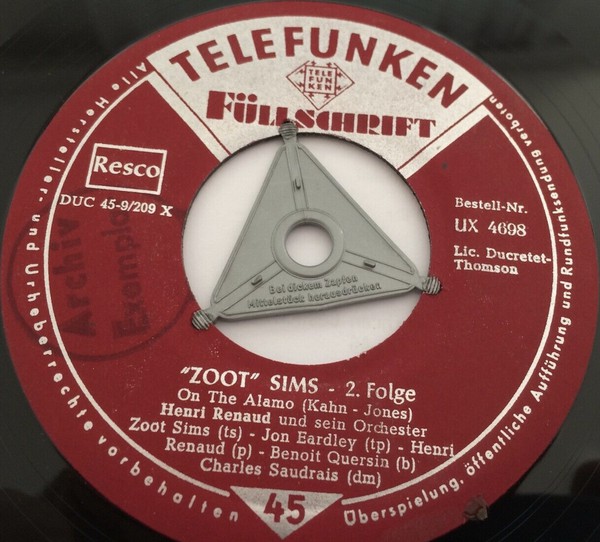 TELEFUNKEN
TELE
FUN
KEN
FÜLLSCHRIFT
Resco
DUC 45-9/209 X
Archiv
Exemplar
Bestell-Nr.
UX 4698
Lic. Ducretet-
Thomson
Bei dickem Zapfen
Mittelstück herausdrücken
"ZOOT" SIMS - 2. Folge
On The Alamo (Kahn - Jones)
Henri Renaud und sein Orchester
Zoot Sims (ts) - Jon Eardley (tp) - Henri
Renaud (p) - Benoit Quersin (b)
Charles Saudrais (dm)
45
Alle Hersteller- und Urheberrechte vorbehalten
Überspielung, öffentliche Aufführung und Rundfunksendung verboten